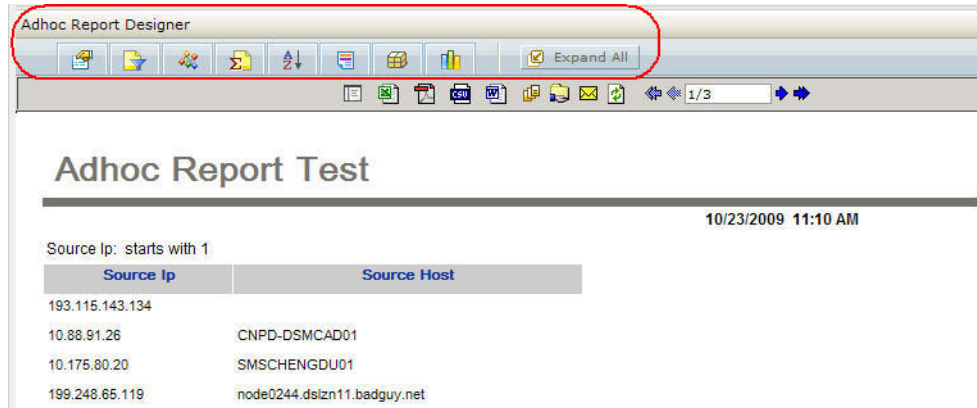 Adhoc Report Designer
Expand All
CSV 1/3
Adhoc Report Test
10/23/2009 11:10 AM
Source Ip: starts with 1
Source Ip Source Host
193.115.143.134
10.88.91.26 CNPD-DSMCAD01
10.175.80.20 SMSCHENGDU01
199.248.65.119 node0244.dslzn11.badguy.net